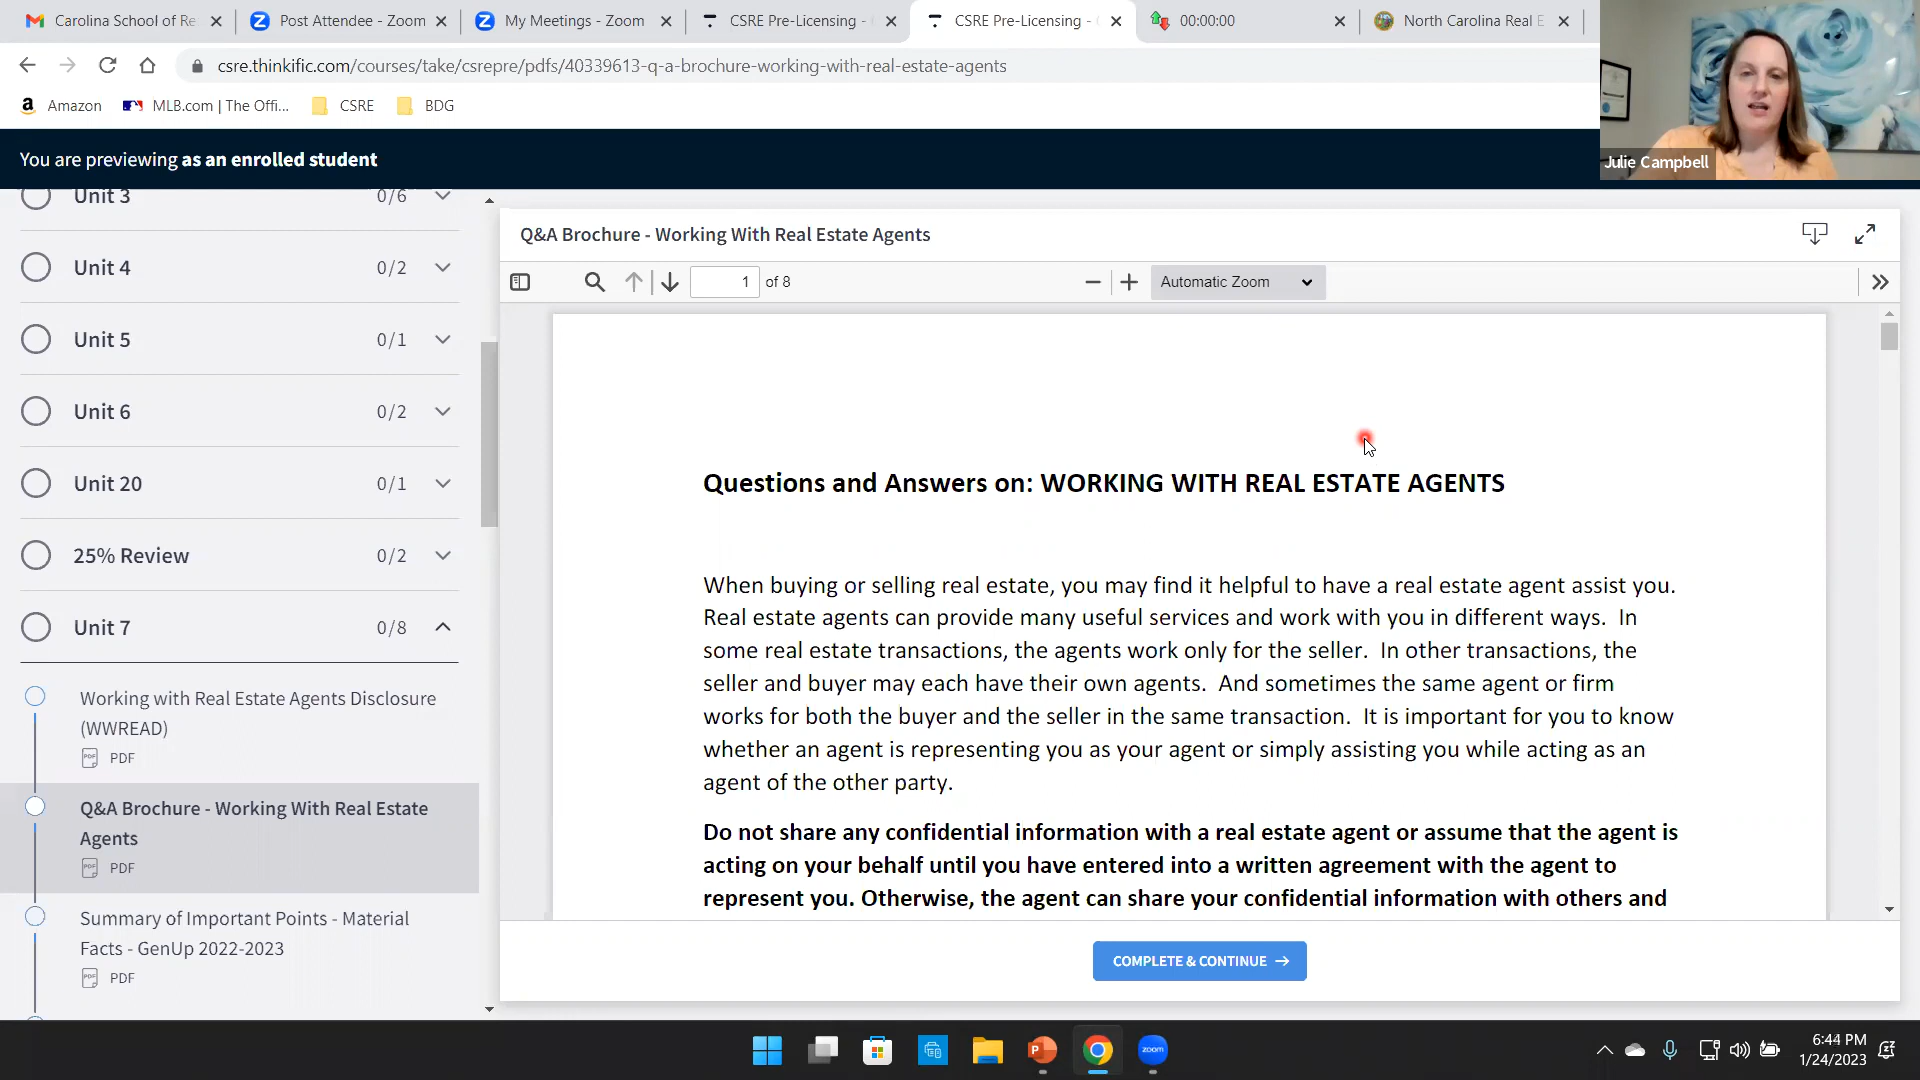 Carolina School of Re
Post Attendee - Zoom
My Meetings - Zoom
CSRE Pre-Licensing -
CSRE Pre-Licensing -
00:00:00
North Carolina Real E
csre.thinkific.com/courses/take/csrepre/pdfs/40339613-q-a-brochure-working-with-real-estate-agents
Amazon
MLB.com | The Offi...
CSRE
BDG
Julie Campbell
You are previewing as an enrolled student
Unit 3 0/6
Unit 4 0/2
Unit 5 0/1
Unit 6 0/2
Unit 20 0/1
25% Review 0/2
Unit 7 0/8
Working with Real Estate Agents Disclosure
(WWREAD)
PDF
Q&A Brochure - Working With Real Estate
Agents
PDF
Summary of Important Points - Material
Facts - GenUp 2022-2023
PDF
Q&A Brochure - Working With Real Estate Agents
1 of 8
Automatic Zoom
Questions and Answers on: WORKING WITH REAL ESTATE AGENTS
When buying or selling real estate, you may find it helpful to have a real estate agent assist you.
Real estate agents can provide many useful services and work with you in different ways. In
some real estate transactions, the agents work only for the seller. In other transactions, the
seller and buyer may each have their own agents. And sometimes the same agent or firm
works for both the buyer and the seller in the same transaction. It is important for you to know
whether an agent is representing you as your agent or simply assisting you while acting as an
agent of the other party.
Do not share any confidential information with a real estate agent or assume that the agent is
acting on your behalf until you have entered into a written agreement with the agent to
represent you. Otherwise, the agent can share your confidential information with others and
COMPLETE & CONTINUE
zoom
6:44 PM
1/24/2023